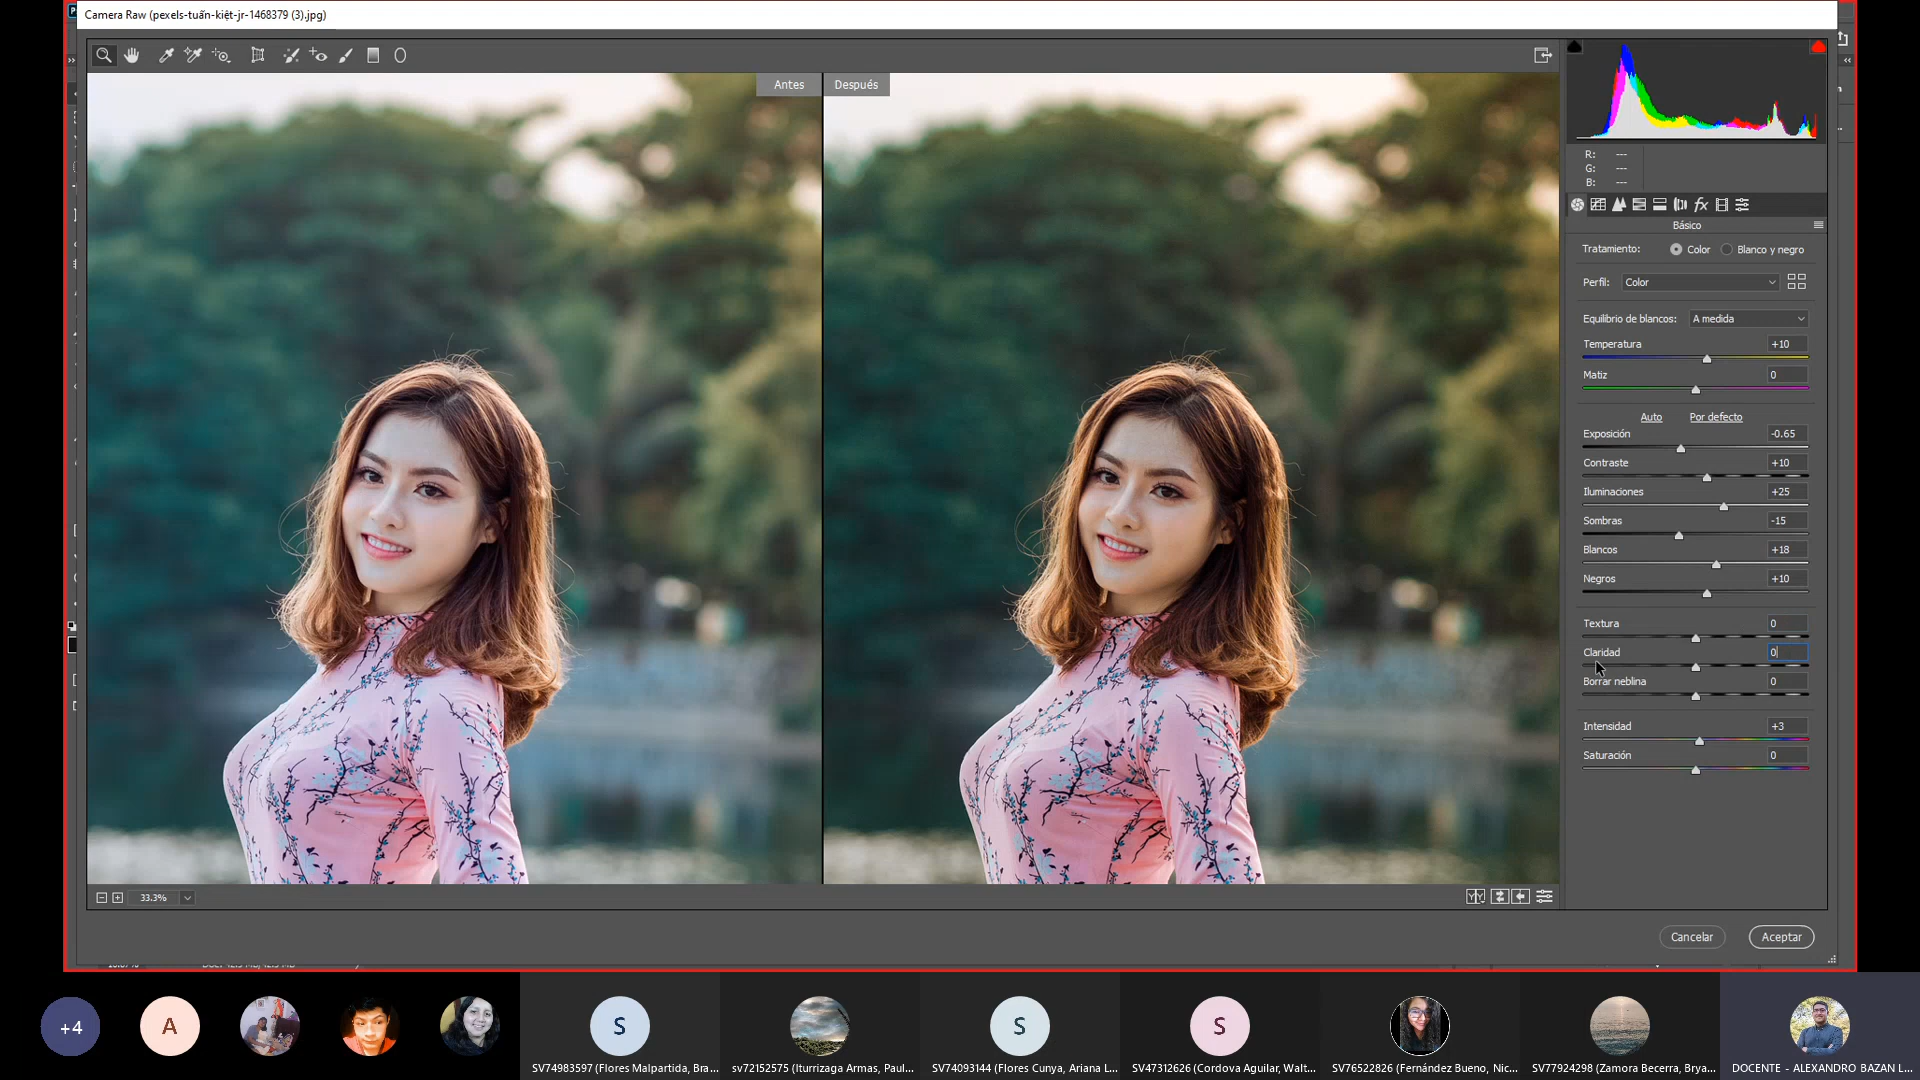 Camera Raw (pexels-tuấn-kiệt-jr-1468379 (3).jpg)
Antes
Después
R: ---
G: ---
B: ---
Básico
Tratamiento: Color Blanco y negro
Perfil: Color
Equilibrio de blancos: A medida
Temperatura +10
Matiz 0
Auto Por defecto
Exposición -0.65
Contraste +10
Iluminaciones +25
Sombras -15
Blancos +18
Negros +10
Textura 0
Claridad 0
Borrar neblina 0
Intensidad +3
Saturación 0
33.3%
Cancelar Aceptar
+4
A
S
S
S
SV74983597 (Flores Malpartida, Bra...
sv72152575 (Iturrizaga Armas, Paul...
SV74093144 (Flores Cunya, Ariana L...
SV47312626 (Cordova Aguilar, Walt...
SV76522826 (Fernández Bueno, Nic...
SV77924298 (Zamora Becerra, Brya...
DOCENTE - ALEXANDRO BAZAN L...